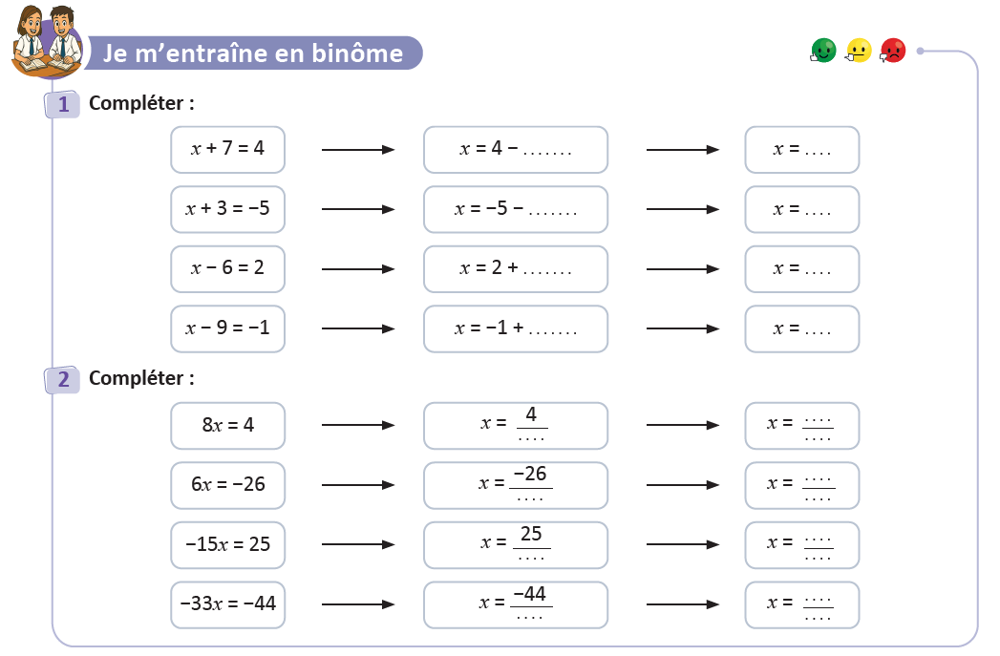 Je m’entraîne en binôme
1 Compléter :
x + 7 = 4 x = 4 − ....... x = ....
x + 3 = −5 x = −5 − ....... x = ....
x − 6 = 2 x = 2 + ....... x = ....
x − 9 = −1 x = −1 + ....... x = ....
2 Compléter :
8x = 4 x = 4/.... x = ..../....
6x = −26 x = −26/.... x = ..../....
−15x = 25 x = 25/.... x = ..../....
−33x = −44 x = −44/.... x = ..../....